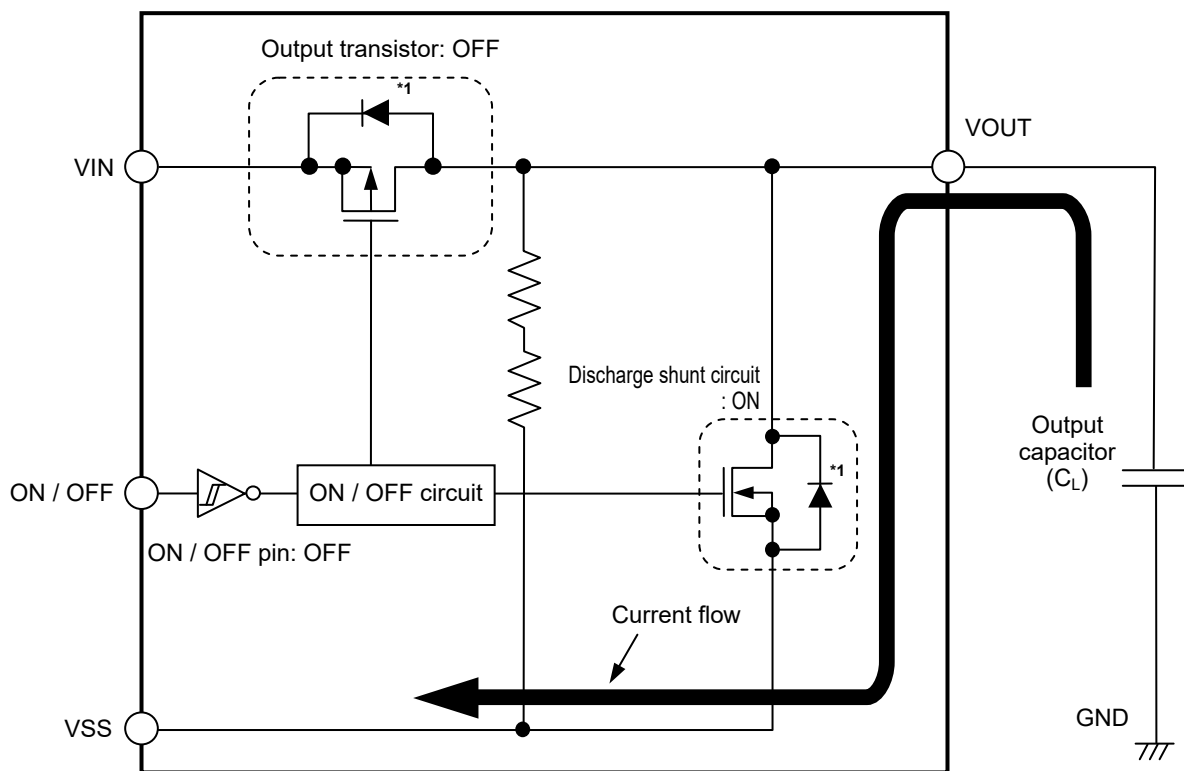 Output transistor: OFF
*1
VOUT
VIN
Discharge shunt circuit
: ON
*1
Output
capacitor
(CL)
ON / OFF
ON / OFF circuit
ON / OFF pin: OFF
Current flow
GND
VSS